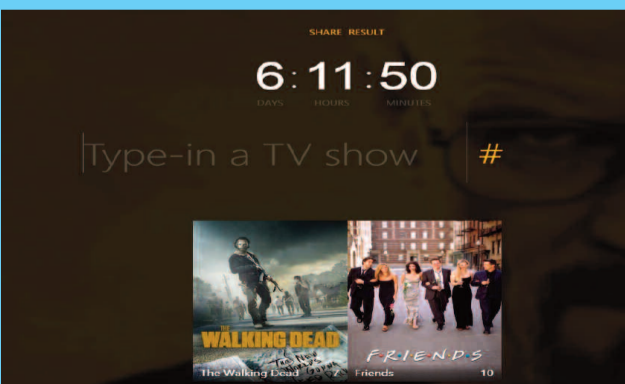 SHARE RESULT
6:11:50
DAYS HOURS MINUTES
Type-in a TV show #
THE
WALKING DEAD
F·R·I·E·N·D·S
The Walking Dead
Friends 10